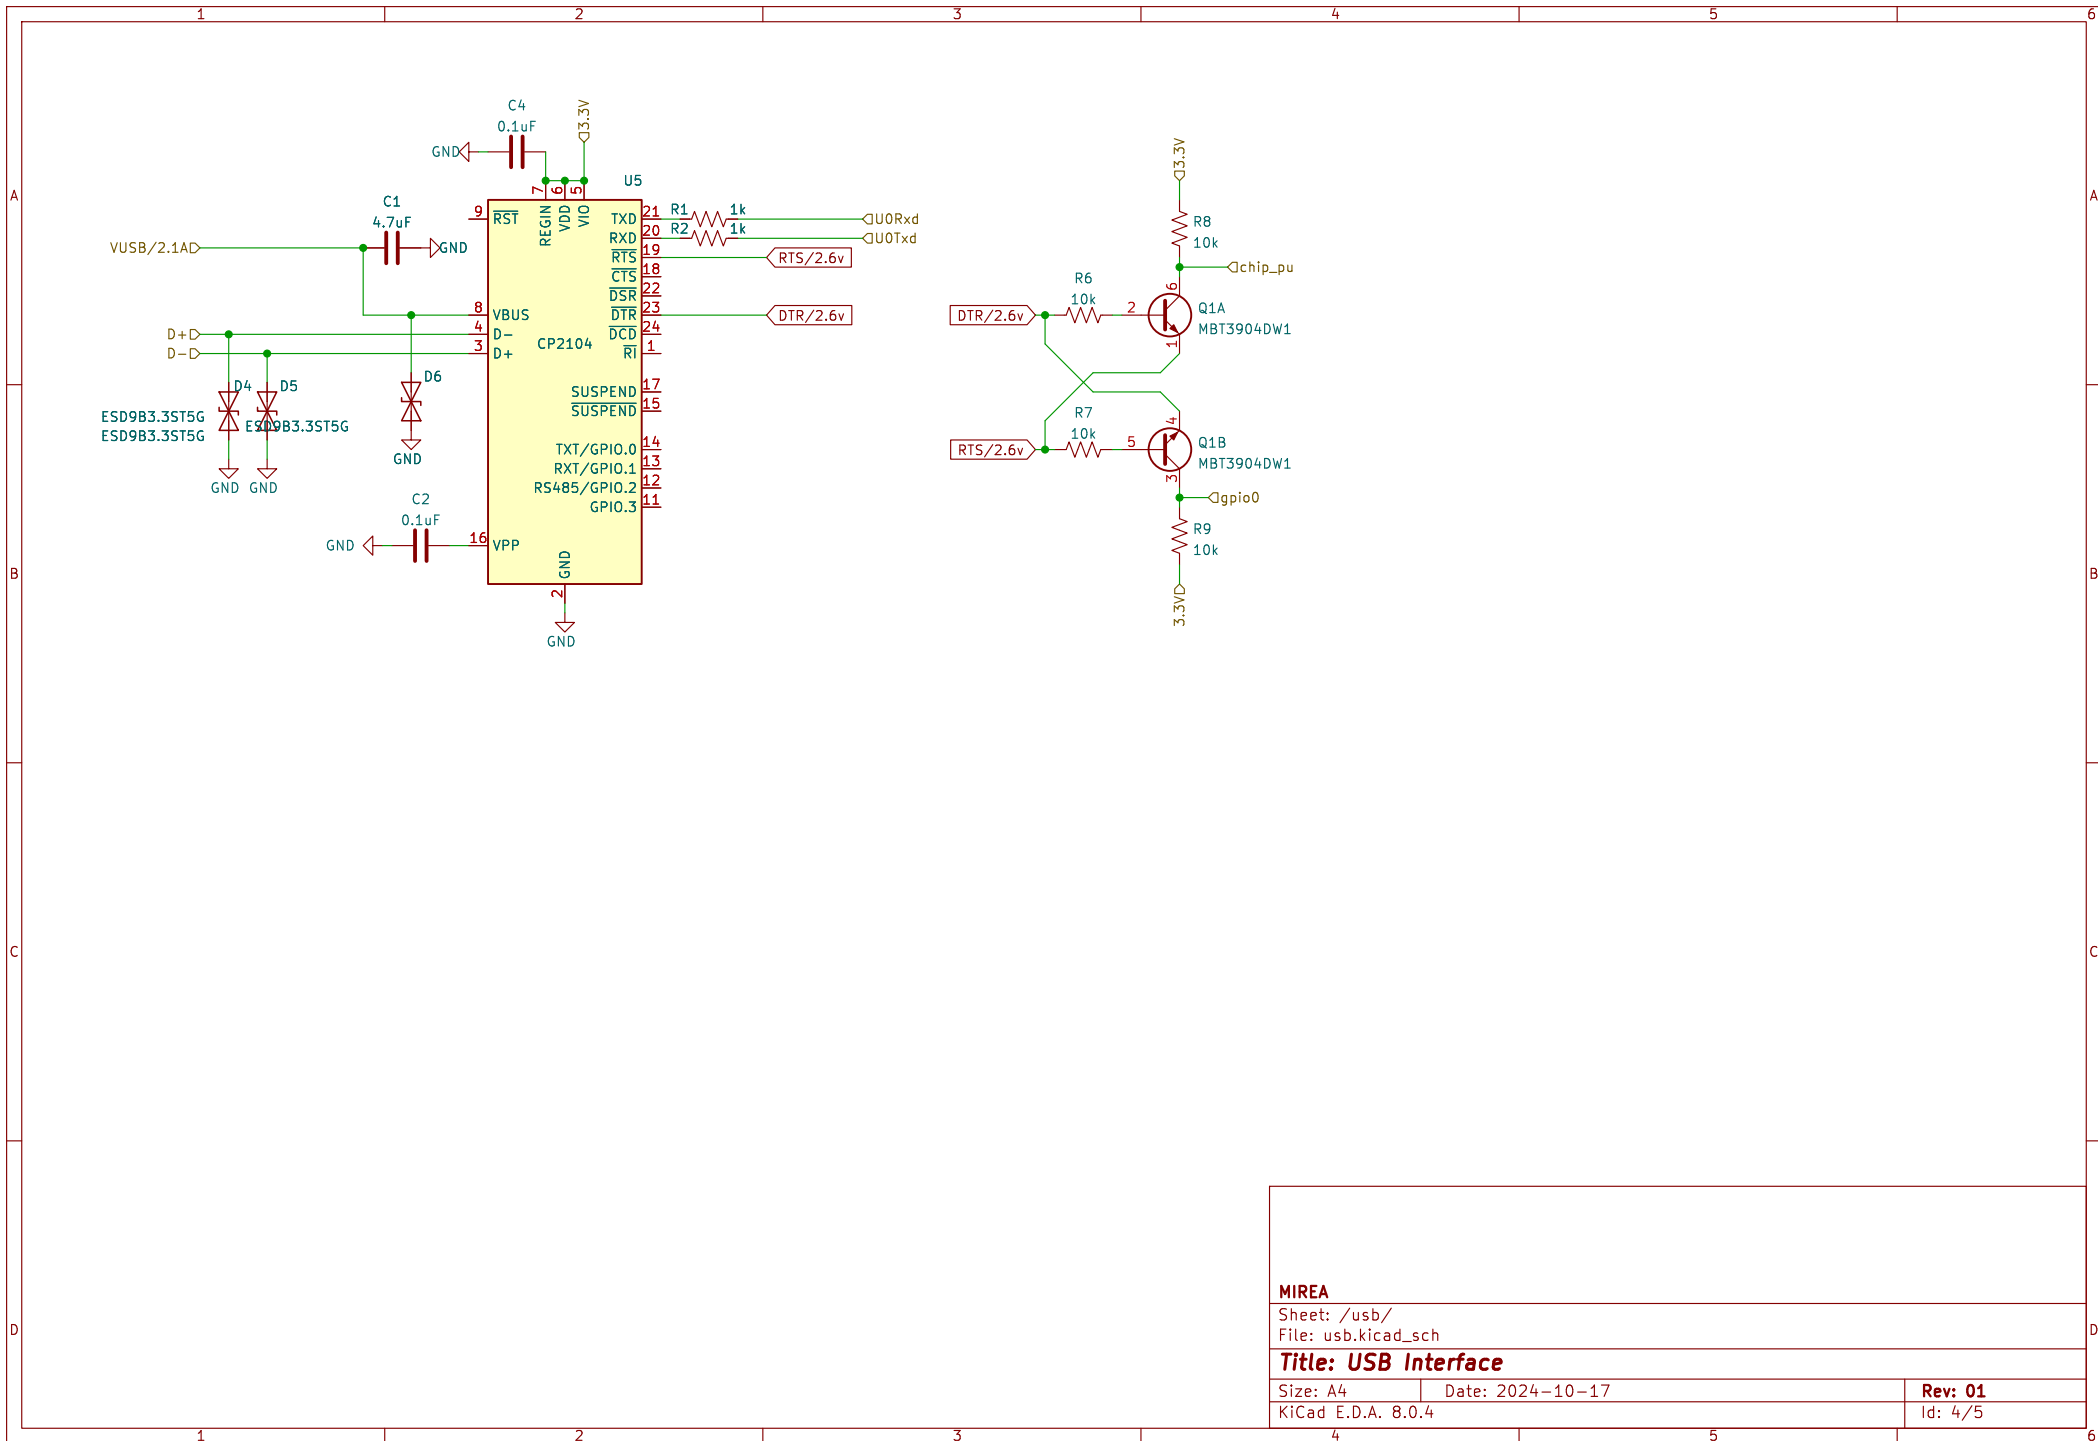 1 2 3 4 5 6
A
B
C
D
A
B
C
D
1 2 3 4 5 6
C4
0.1uF
GND
3.3V
U5
C1
4.7uF
VUSB/2.1A
GND
D+
D-
D4
D5
ESD9B3.3ST5G
ESD9B3.3ST5G
ESD9B3.3ST5G
GND
GND
D6
GND
C2
0.1uF
GND
7 REGIN
6 VDD
5 VIO
9 RST
8 VBUS
4 D-
3 D+
16 VPP
CP2104
TXD 21
RXD 20
RTS 19
CTS 18
DSR 22
DTR 23
DCD 24
RI 1
SUSPEND 17
SUSPEND 15
TXT/GPIO.0 14
RXT/GPIO.1 13
RS485/GPIO.2 12
GPIO.3 11
GND
2
GND
R1 1k
R2 1k
U0Rxd
U0Txd
RTS/2.6v
DTR/2.6v
3.3V
R8
10k
chip_pu
R6
10k
DTR/2.6v
2
6
1
Q1A
MBT3904DW1
R7
10k
RTS/2.6v
5
4
3
Q1B
MBT3904DW1
gpio0
R9
10k
3.3V
MIREA
Sheet: /usb/
File: usb.kicad_sch
Title: USB Interface
Size: A4 Date: 2024-10-17 Rev: 01
KiCad E.D.A. 8.0.4 Id: 4/5